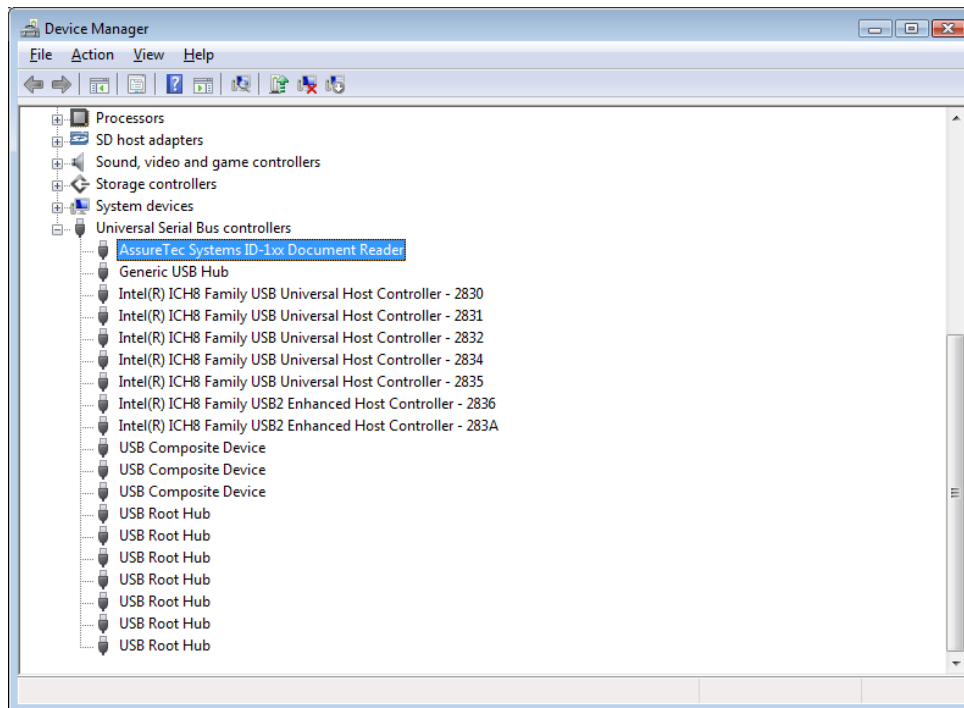 Device Manager
File Action View Help
Processors
SD host adapters
Sound, video and game controllers
Storage controllers
System devices
Universal Serial Bus controllers
AssureTec Systems ID-1xx Document Reader
Generic USB Hub
Intel(R) ICH8 Family USB Universal Host Controller - 2830
Intel(R) ICH8 Family USB Universal Host Controller - 2831
Intel(R) ICH8 Family USB Universal Host Controller - 2832
Intel(R) ICH8 Family USB Universal Host Controller - 2834
Intel(R) ICH8 Family USB Universal Host Controller - 2835
Intel(R) ICH8 Family USB2 Enhanced Host Controller - 2836
Intel(R) ICH8 Family USB2 Enhanced Host Controller - 283A
USB Composite Device
USB Composite Device
USB Composite Device
USB Root Hub
USB Root Hub
USB Root Hub
USB Root Hub
USB Root Hub
USB Root Hub
USB Root Hub